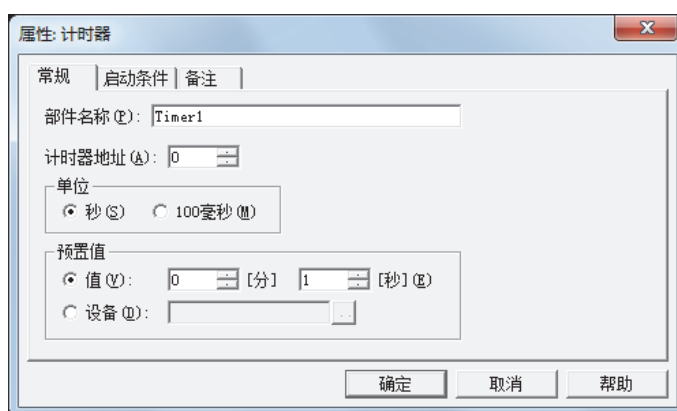 属性: 计时器
常规 启动条件 备注
部件名称(P): Timer1
计时器地址(A): 0
单位
秒(S) 100毫秒(M)
预置值
值(V): 0 [分] 1 [秒](E)
设备(D): ..
确定 取消 帮助